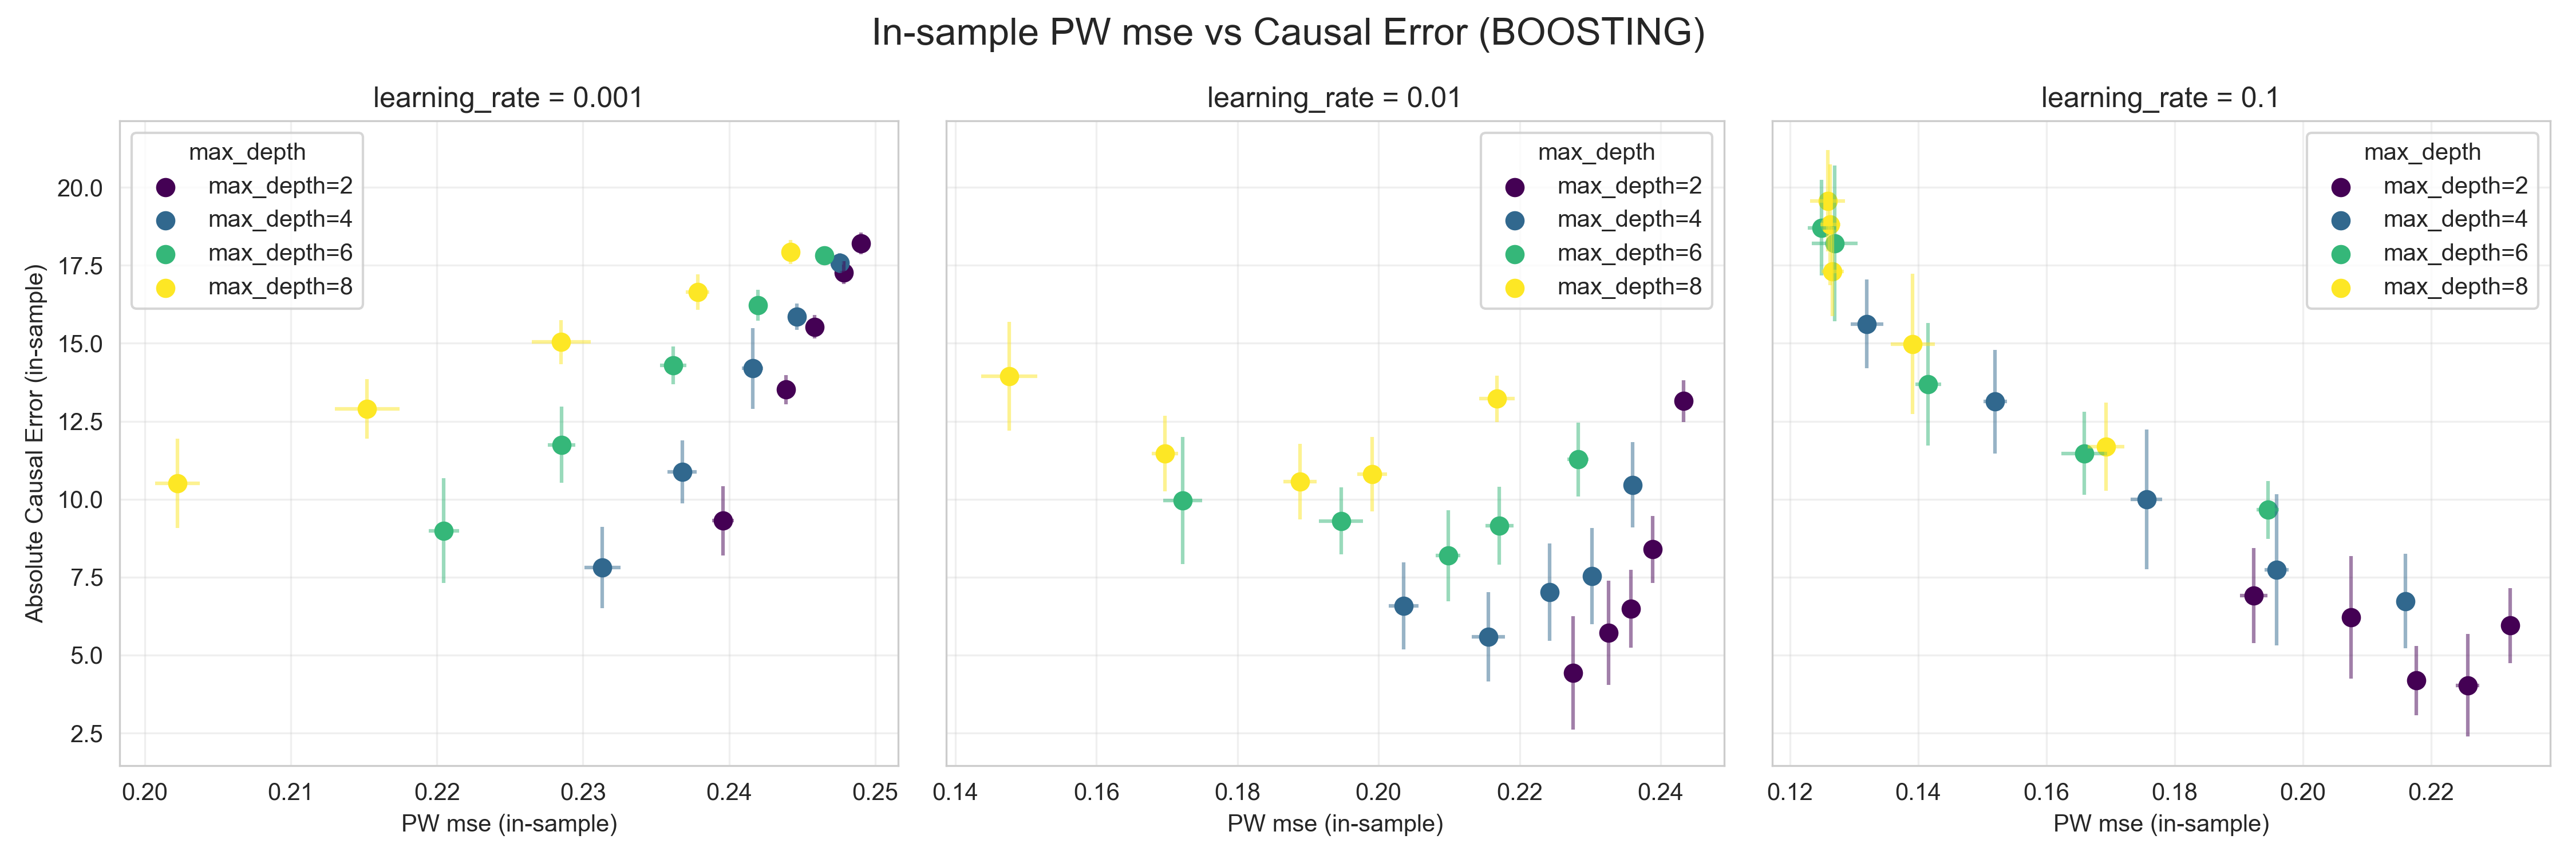 In-sample PW mse vs Causal Error (BOOSTING)
learning_rate = 0.001
learning_rate = 0.01
learning_rate = 0.1
Absolute Causal Error (in-sample)
20.0
17.5
15.0
12.5
10.0
7.5
5.0
2.5
max_depth
max_depth=2
max_depth=4
max_depth=6
max_depth=8
0.20 0.21 0.22 0.23 0.24 0.25
PW mse (in-sample)
max_depth
max_depth=2
max_depth=4
max_depth=6
max_depth=8
0.14 0.16 0.18 0.20 0.22 0.24
PW mse (in-sample)
max_depth
max_depth=2
max_depth=4
max_depth=6
max_depth=8
0.12 0.14 0.16 0.18 0.20 0.22
PW mse (in-sample)